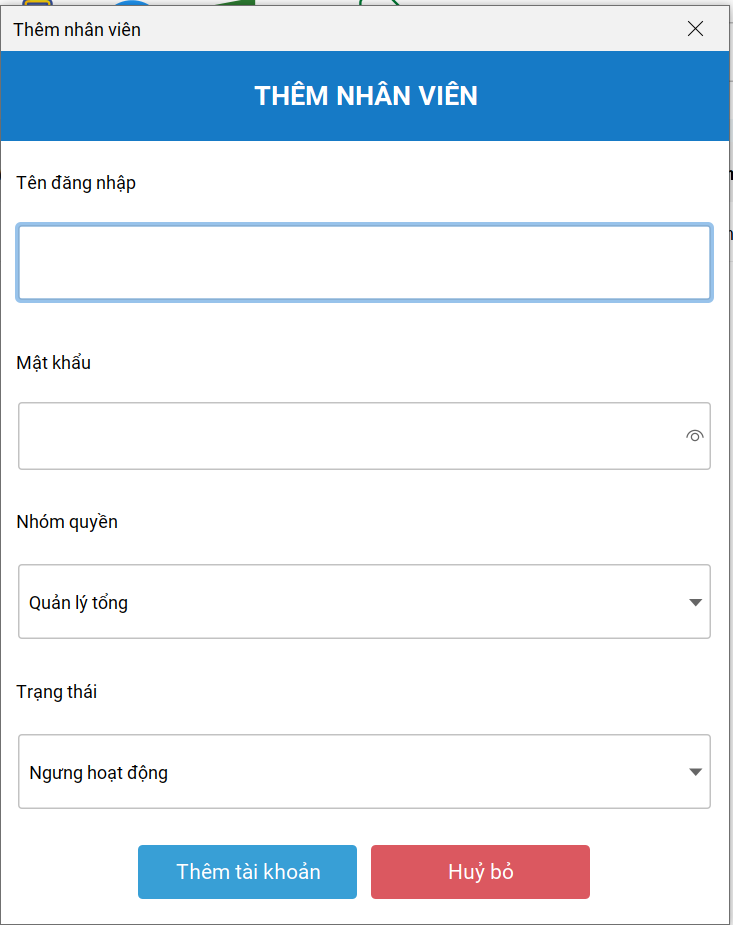 Thêm nhân viên
THÊM NHÂN VIÊN
Tên đăng nhập
Mật khẩu
Nhóm quyền
Quản lý tổng
Trạng thái
Ngưng hoạt động
Thêm tài khoản
Huỷ bỏ